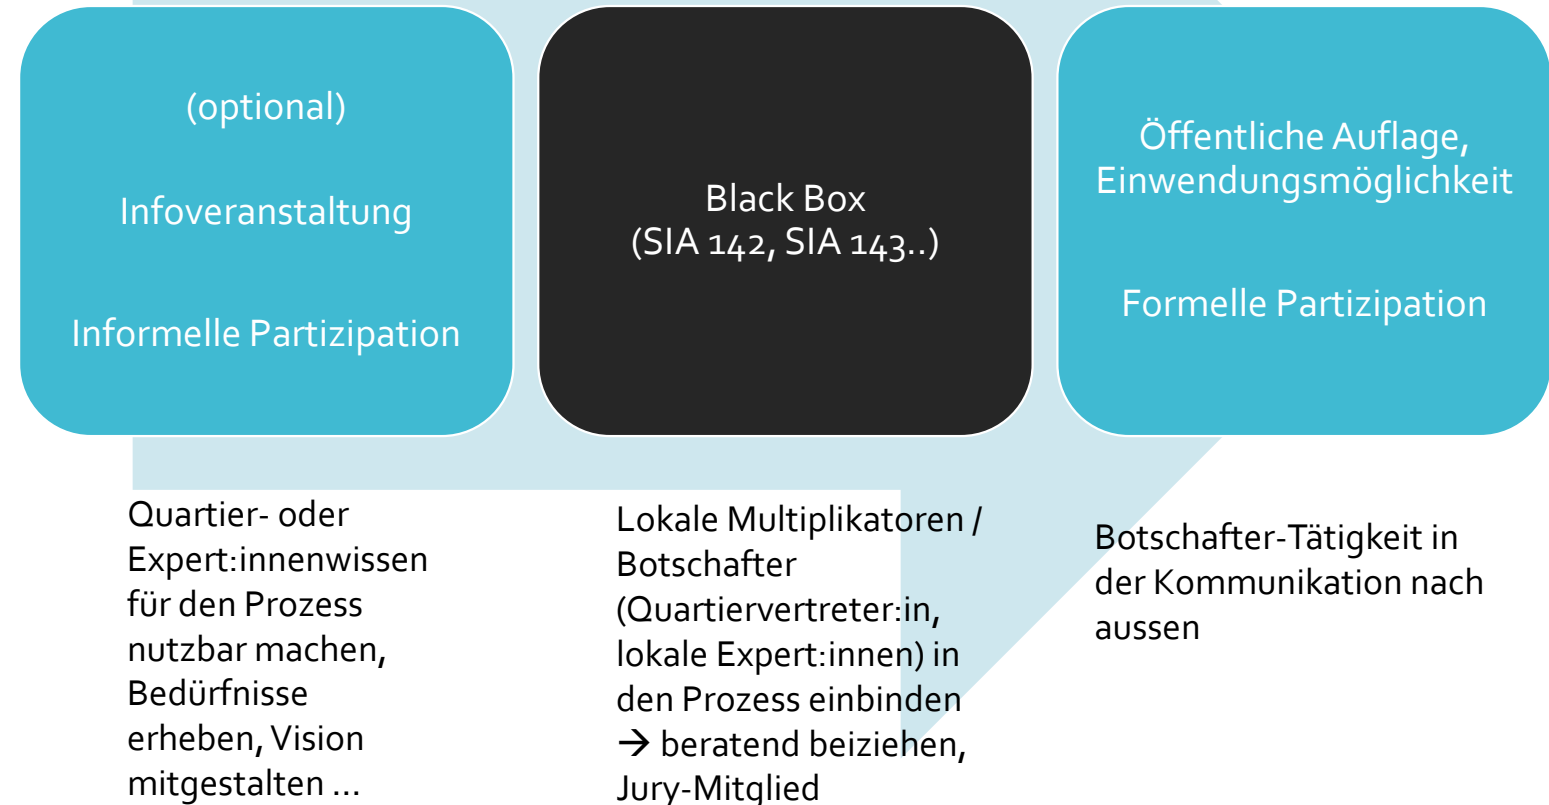 (optional)
Infoveranstaltung
Informelle Partizipation
Black Box
(SIA 142, SIA 143..)
Öffentliche Auflage,
Einwendungsmöglichkeit
Formelle Partizipation
Quartier- oder
Expert:innenwissen
für den Prozess
nutzbar machen,
Bedürfnisse
erheben, Vision
mitgestalten ...
Lokale Multiplikatoren /
Botschafter
(Quartiervertreter:in,
lokale Expert:innen) in
den Prozess einbinden
→ beratend beiziehen,
Jury-Mitglied
Botschafter-Tätigkeit in
der Kommunikation nach
aussen